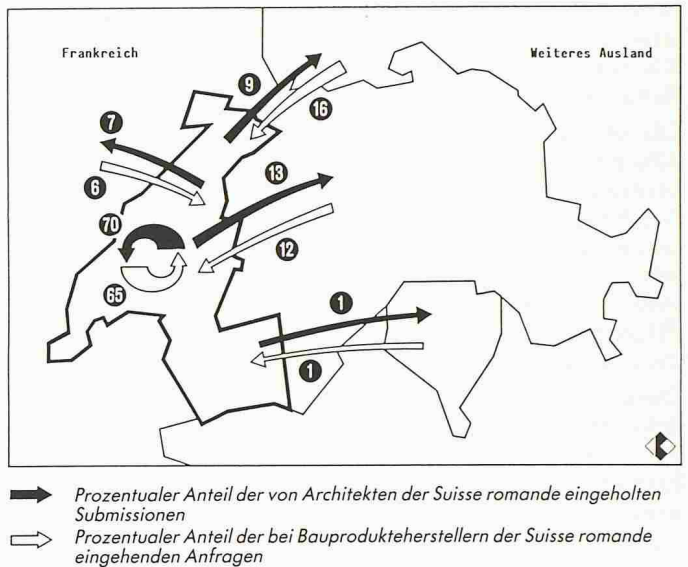 Frankreich
Weiteres Ausland
9
16
7
6
13
70
12
65
1
1
Prozentualer Anteil der von Architekten der Suisse romande eingeholten
Submissionen
Prozentualer Anteil der bei Bauprodukteherstellern der Suisse romande
eingehenden Anfragen